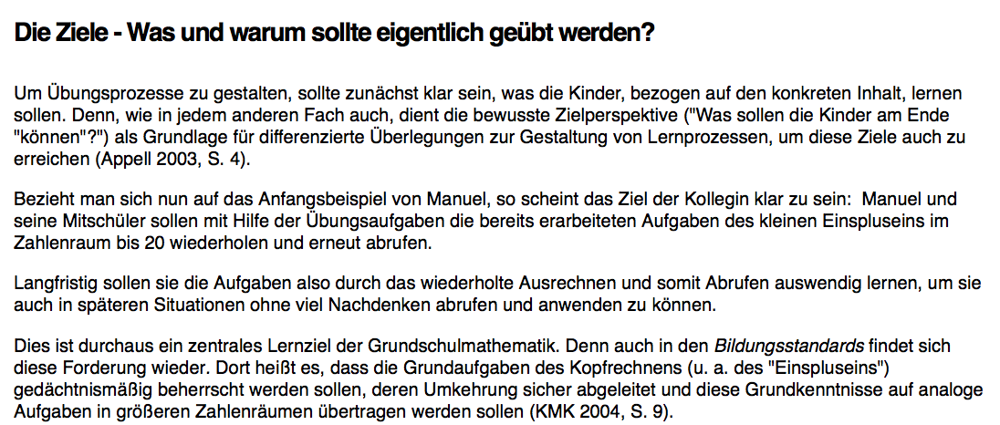 Die Ziele - Was und warum sollte eigentlich geübt werden?
Um Übungsprozesse zu gestalten, sollte zunächst klar sein, was die Kinder, bezogen auf den konkreten Inhalt, lernen
sollen. Denn, wie in jedem anderen Fach auch, dient die bewusste Zielperspektive ("Was sollen die Kinder am Ende
"können"?") als Grundlage für differenzierte Überlegungen zur Gestaltung von Lernprozessen, um diese Ziele auch zu
erreichen (Appell 2003, S. 4).
Bezieht man sich nun auf das Anfangsbeispiel von Manuel, so scheint das Ziel der Kollegin klar zu sein:  Manuel und
seine Mitschüler sollen mit Hilfe der Übungsaufgaben die bereits erarbeiteten Aufgaben des kleinen Einspluseins im
Zahlenraum bis 20 wiederholen und erneut abrufen.
Langfristig sollen sie die Aufgaben also durch das wiederholte Ausrechnen und somit Abrufen auswendig lernen, um sie
auch in späteren Situationen ohne viel Nachdenken abrufen und anwenden zu können.
Dies ist durchaus ein zentrales Lernziel der Grundschulmathematik. Denn auch in den Bildungsstandards findet sich
diese Forderung wieder. Dort heißt es, dass die Grundaufgaben des Kopfrechnens (u. a. des "Einspluseins")
gedächtnismäßig beherrscht werden sollen, deren Umkehrung sicher abgeleitet und diese Grundkenntnisse auf analoge
Aufgaben in größeren Zahlenräumen übertragen werden sollen (KMK 2004, S. 9).